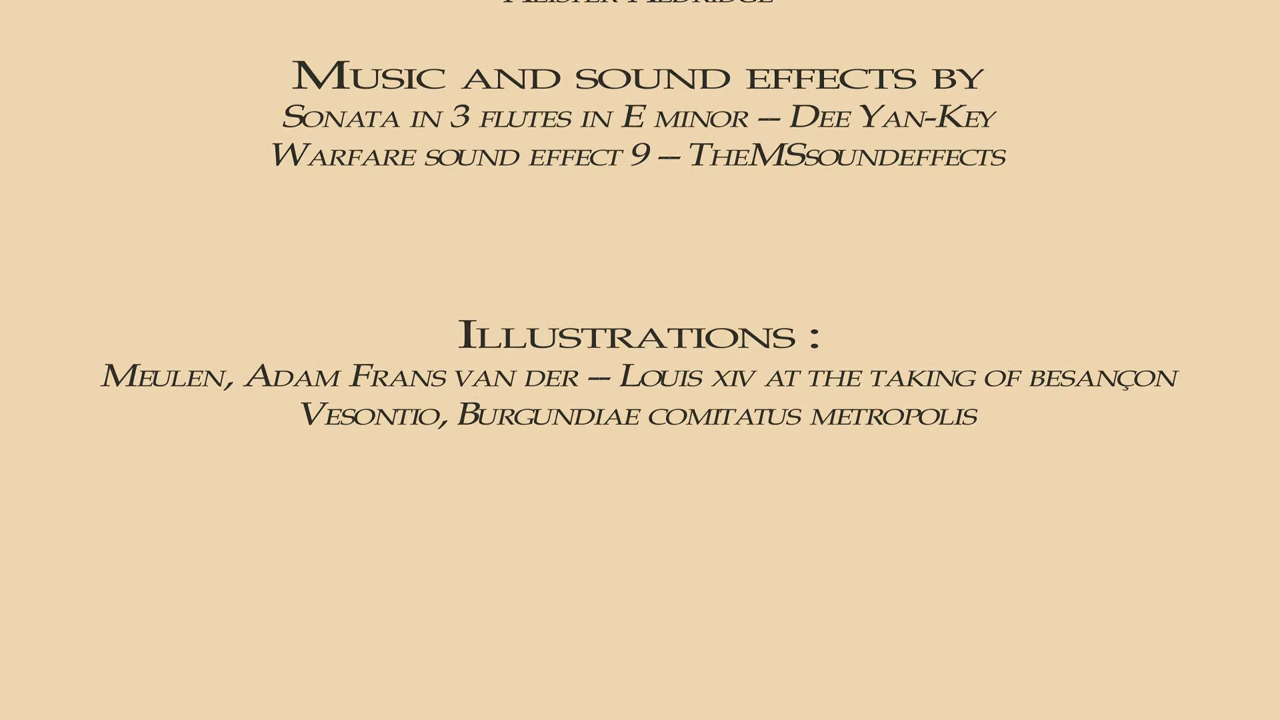 Music and sound effects by
Sonata in 3 flutes in E minor – Dee Yan-Key
Warfare sound effect 9 – TheMSsoundeffects
Illustrations :
Meulen, Adam Frans van der – Louis xiv at the taking of besançon
Vesontio, Burgundiae comitatus metropolis